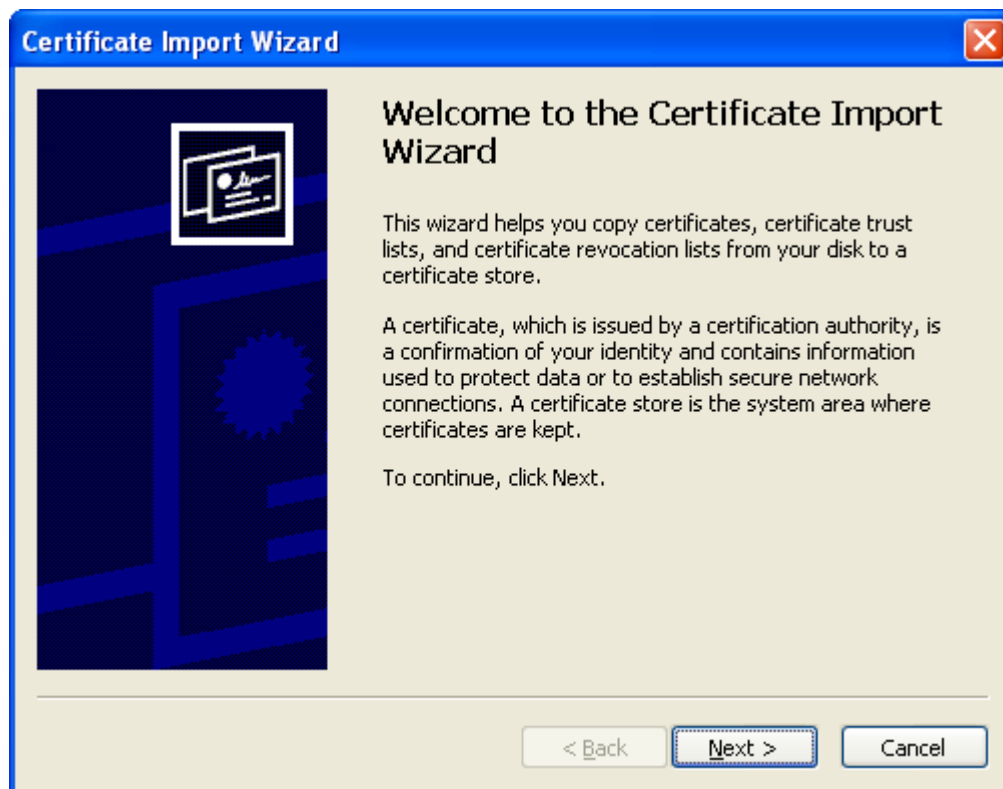 Certificate Import Wizard
Welcome to the Certificate Import
Wizard
This wizard helps you copy certificates, certificate trust
lists, and certificate revocation lists from your disk to a
certificate store.
A certificate, which is issued by a certification authority, is
a confirmation of your identity and contains information
used to protect data or to establish secure network
connections. A certificate store is the system area where
certificates are kept.
To continue, click Next.
< Back
Next >
Cancel